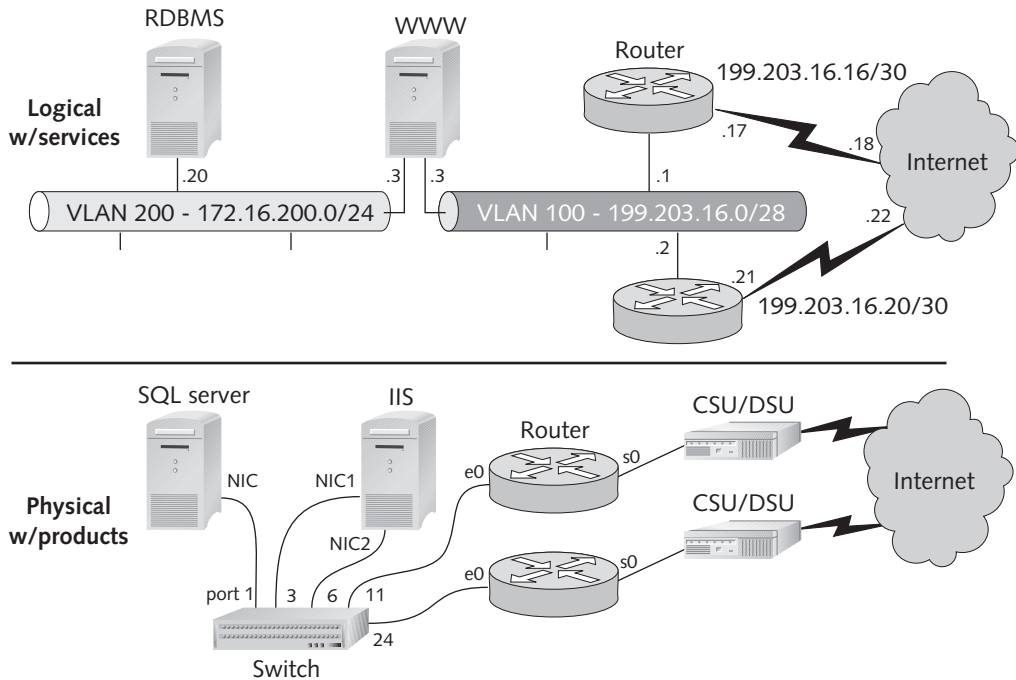 RDBMS
WWW
Router
199.203.16.16/30
Logical
w/services
.17
.18
Internet
.20
.3
.3
.1
VLAN 200 - 172.16.200.0/24
VLAN 100 - 199.203.16.0/28
.22
.2
.21
199.203.16.20/30
SQL server
IIS
CSU/DSU
Router
NIC
NIC1
e0
s0
Internet
Physical
w/products
CSU/DSU
NIC2
e0
s0
port 1
3
6
11
24
Switch